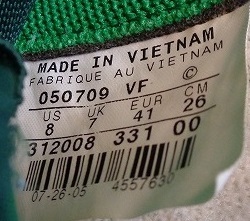 MADE IN VIETNAM
FABRIQUE AU VIETNAM
050709 VF ©
US UK EUR CM
8 7 41 26
312008 331 00
07-26-05 4557630